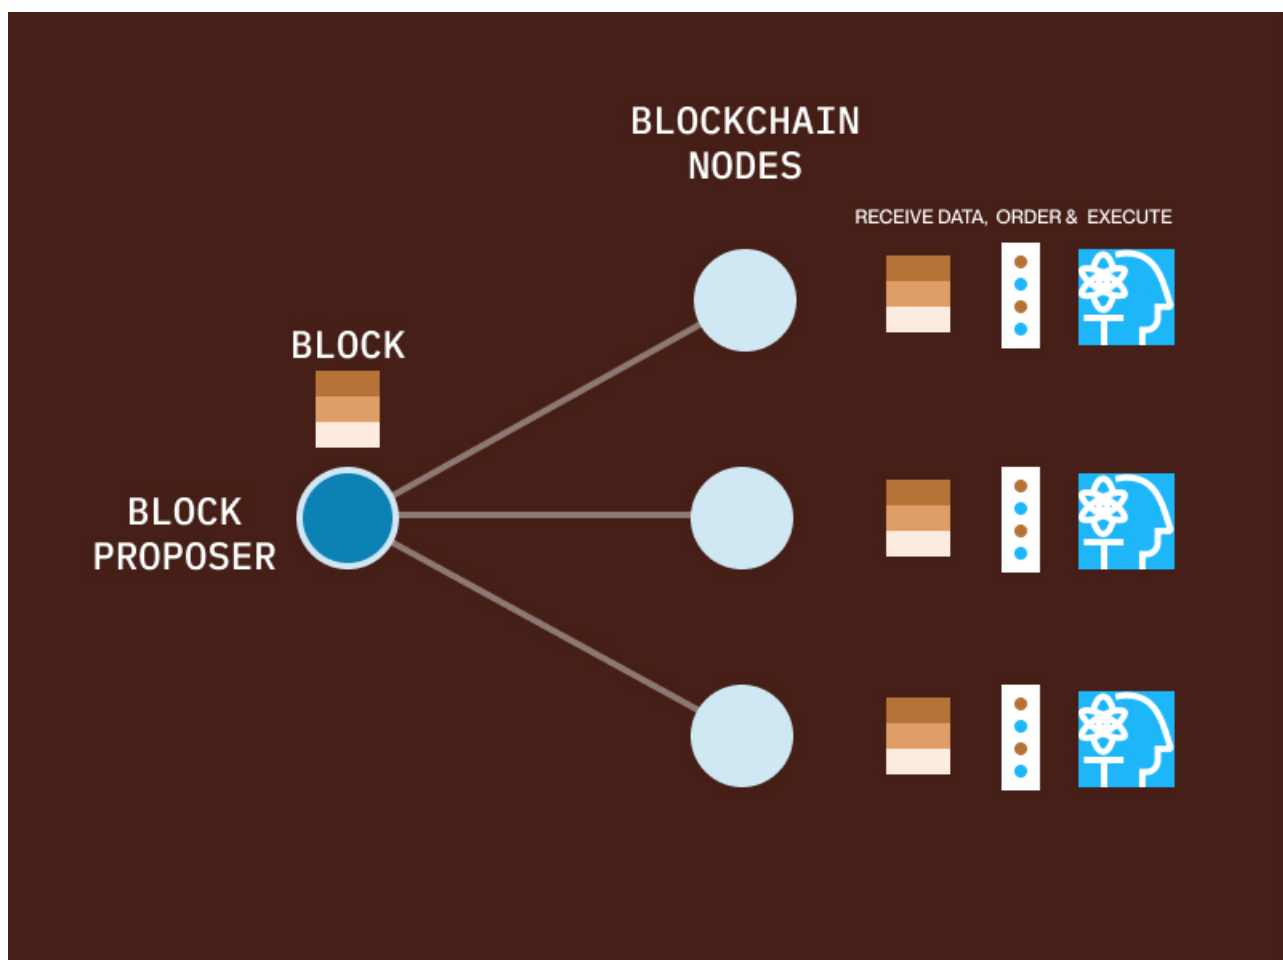 BLOCKCHAIN
NODES
RECEIVE DATA, ORDER & EXECUTE
BLOCK
BLOCK
PROPOSER